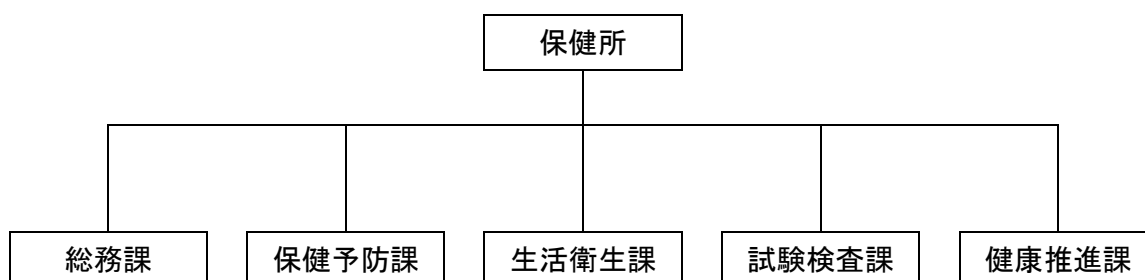 保健所
総務課
保健予防課
生活衛生課
試験検査課
健康推進課